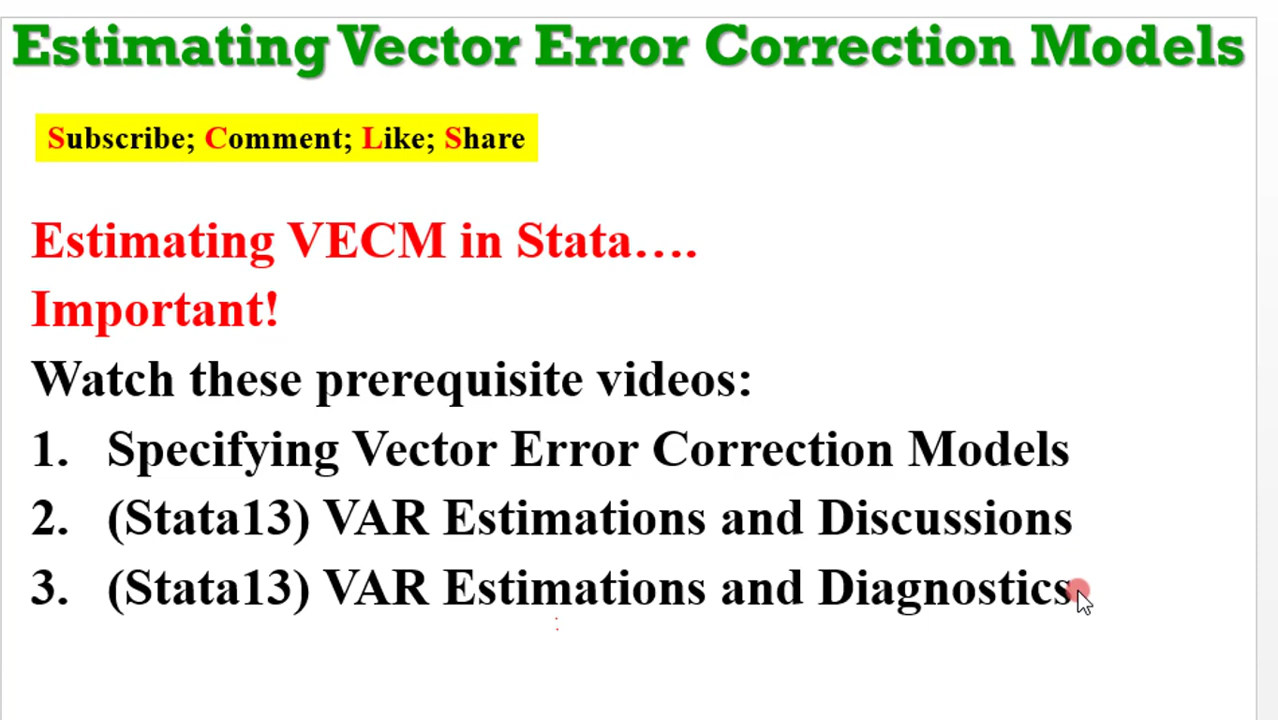 Estimating Vector Error Correction Models
Subscribe; Comment; Like; Share
Estimating VECM in Stata….
Important!
Watch these prerequisite videos:
1. Specifying Vector Error Correction Models
2. (Stata13) VAR Estimations and Discussions
3. (Stata13) VAR Estimations and Diagnostics